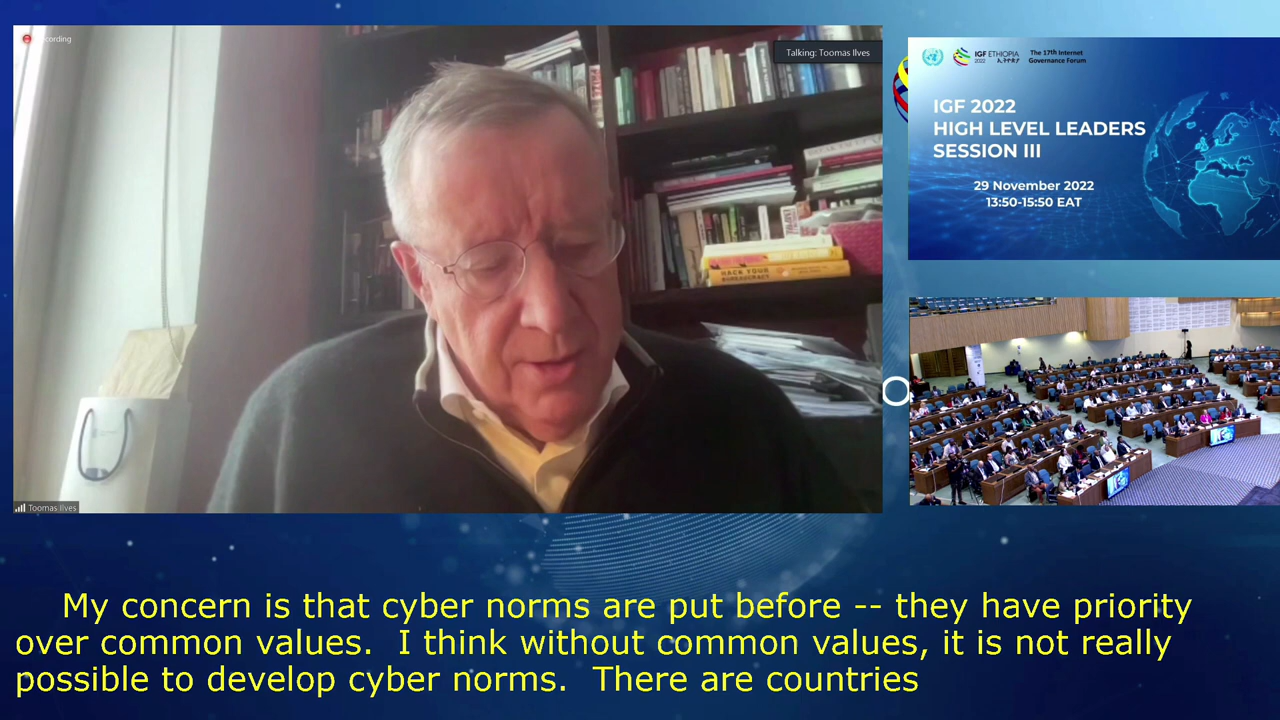 Recording
Talking: Toomas Ilves
IGF ETHIOPIA
2022 ኢትዮጵያ
The 17th Internet
Governance Forum
IGF 2022
HIGH LEVEL LEADERS
SESSION III
29 November 2022
13:50-15:50 EAT
HACK YOUR
BUREAUCRACY
Toomas Ilves
My concern is that cyber norms are put before -- they have priority
over common values. I think without common values, it is not really
possible to develop cyber norms. There are countries